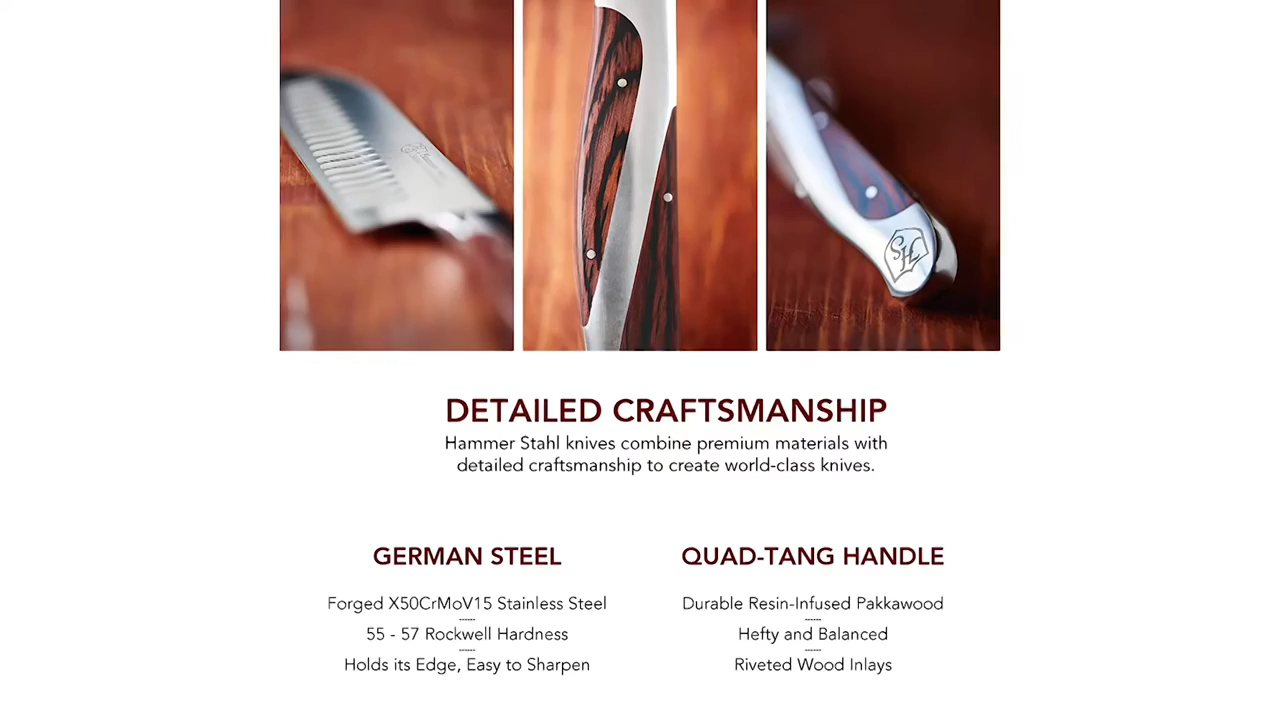 SH
DETAILED CRAFTSMANSHIP
Hammer Stahl knives combine premium materials with
detailed craftsmanship to create world-class knives.
GERMAN STEEL
QUAD-TANG HANDLE
Forged X50CrMoV15 Stainless Steel
Durable Resin-Infused Pakkawood
55 - 57 Rockwell Hardness
Hefty and Balanced
Holds its Edge, Easy to Sharpen
Riveted Wood Inlays